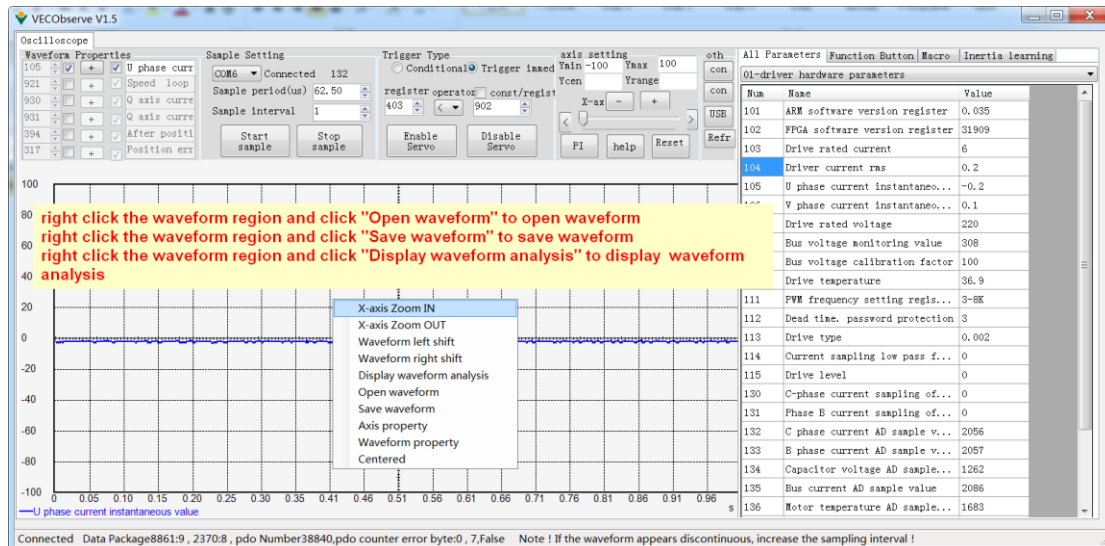 VECObserve V1.5
Oscilloscope
Waveform Properties
105 + U phase curr
921 + Speed loop
930 + Q axis curre
931 + Q axis curre
394 + After positi
317 + Position err
Sample Setting
COM6 Connected 132
Sample period(us) 62.50
Sample interval 1
Start sample
Stop sample
Trigger Type
Conditional Trigger immed
register operator const/regist
403 < 902
Enable Servo
Disable Servo
axis setting
Ymin -100 Ymax 100
Ycen Yrange
X-ax - +
< >
PI help Reset
oth
con
con
USB
Refr
All Parameters Function Button Macro Inertia learning
01-driver hardware parameters
Num Name Value
101 ARM software version register 0.035
102 FPGA software version register 31909
103 Drive rated current 6
104 Driver current rms 0.2
105 U phase current instantaneo... -0.2
V phase current instantaneo... 0.1
Drive rated voltage 220
Bus voltage monitoring value 308
Bus voltage calibration factor 100
Drive temperature 36.9
111 PWM frequency setting regis... 3-8K
112 Dead time. password protection 3
113 Drive type 0.002
114 Current sampling low pass f... 0
115 Drive level 0
130 C-phase current sampling of... 0
131 Phase B current sampling of... 0
132 C phase current AD sample v... 2056
133 B phase current AD sample v... 2057
134 Capacitor voltage AD sample... 1262
135 Bus current AD sample value 2086
136 Motor temperature AD sample... 1683
right click the waveform region and click "Open waveform" to open waveform
right click the waveform region and click "Save waveform" to save waveform
right click the waveform region and click "Display waveform analysis" to display waveform
analysis
100
80
60
40
20
0
-20
-40
-60
-80
-100
X-axis Zoom IN
X-axis Zoom OUT
Waveform left shift
Waveform right shift
Display waveform analysis
Open waveform
Save waveform
Axis property
Waveform property
Centered
0 0.05 0.10 0.15 0.20 0.25 0.30 0.35 0.41 0.46 0.51 0.56 0.61 0.66 0.71 0.76 0.81 0.86 0.91 0.96
s
U phase current instantaneous value
Connected Data Package8861:9 , 2370:8 , pdo Number38840,pdo counter error byte:0 , 7,False Note ! If the waveform appears discontinuous, increase the sampling interval !